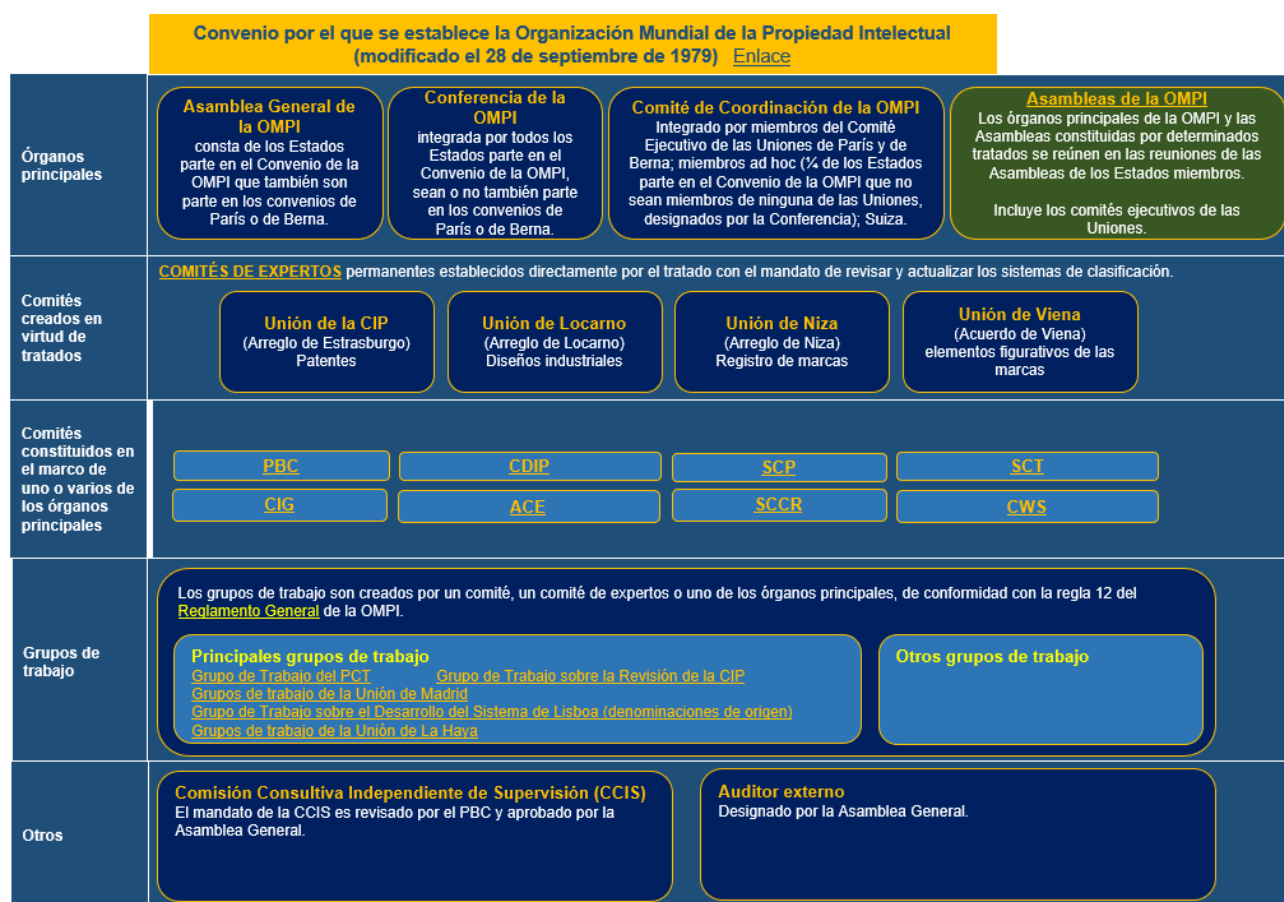 Convenio por el que se establece la Organización Mundial de la Propiedad Intelectual
(modificado el 28 de septiembre de 1979) Enlace
Órganos
principales
Asamblea General de
la OMPI
consta de los Estados
parte en el Convenio de la
OMPI que también son
parte en los convenios de
París o de Berna.
Conferencia de la
OMPI
integrada por todos los
Estados parte en el
Convenio de la OMPI,
sean o no también parte
en los convenios de
París o de Berna.
Comité de Coordinación de la OMPI
Integrado por miembros del Comité
Ejecutivo de las Uniones de París y de
Berna; miembros ad hoc (¼ de los Estados
parte en el Convenio de la OMPI que no
sean miembros de ninguna de las Uniones,
designados por la Conferencia); Suiza.
Asambleas de la OMPI
Los órganos principales de la OMPI y las
Asambleas constituidas por determinados
tratados se reúnen en las reuniones de las
Asambleas de los Estados miembros.
Incluye los comités ejecutivos de las
Uniones.
Comités
creados en
virtud de
tratados
COMITÉS DE EXPERTOS permanentes establecidos directamente por el tratado con el mandato de revisar y actualizar los sistemas de clasificación.
Unión de la CIP
(Arreglo de Estrasburgo)
Patentes
Unión de Locarno
(Arreglo de Locarno)
Diseños industriales
Unión de Niza
(Arreglo de Niza)
Registro de marcas
Unión de Viena
(Acuerdo de Viena)
elementos figurativos de las
marcas
Comités
constituidos en
el marco de
uno o varios de
los órganos
principales
PBC
CDIP
SCP
SCT
CIG
ACE
SCCR
CWS
Grupos de
trabajo
Los grupos de trabajo son creados por un comité, un comité de expertos o uno de los órganos principales, de conformidad con la regla 12 del
Reglamento General de la OMPI.
Principales grupos de trabajo
Grupo de Trabajo del PCT Grupo de Trabajo sobre la Revisión de la CIP
Grupos de trabajo de la Unión de Madrid
Grupo de Trabajo sobre el Desarrollo del Sistema de Lisboa (denominaciones de origen)
Grupos de trabajo de la Unión de La Haya
Otros grupos de trabajo
Otros
Comisión Consultiva Independiente de Supervisión (CCIS)
El mandato de la CCIS es revisado por el PBC y aprobado por la
Asamblea General.
Auditor externo
Designado por la Asamblea General.